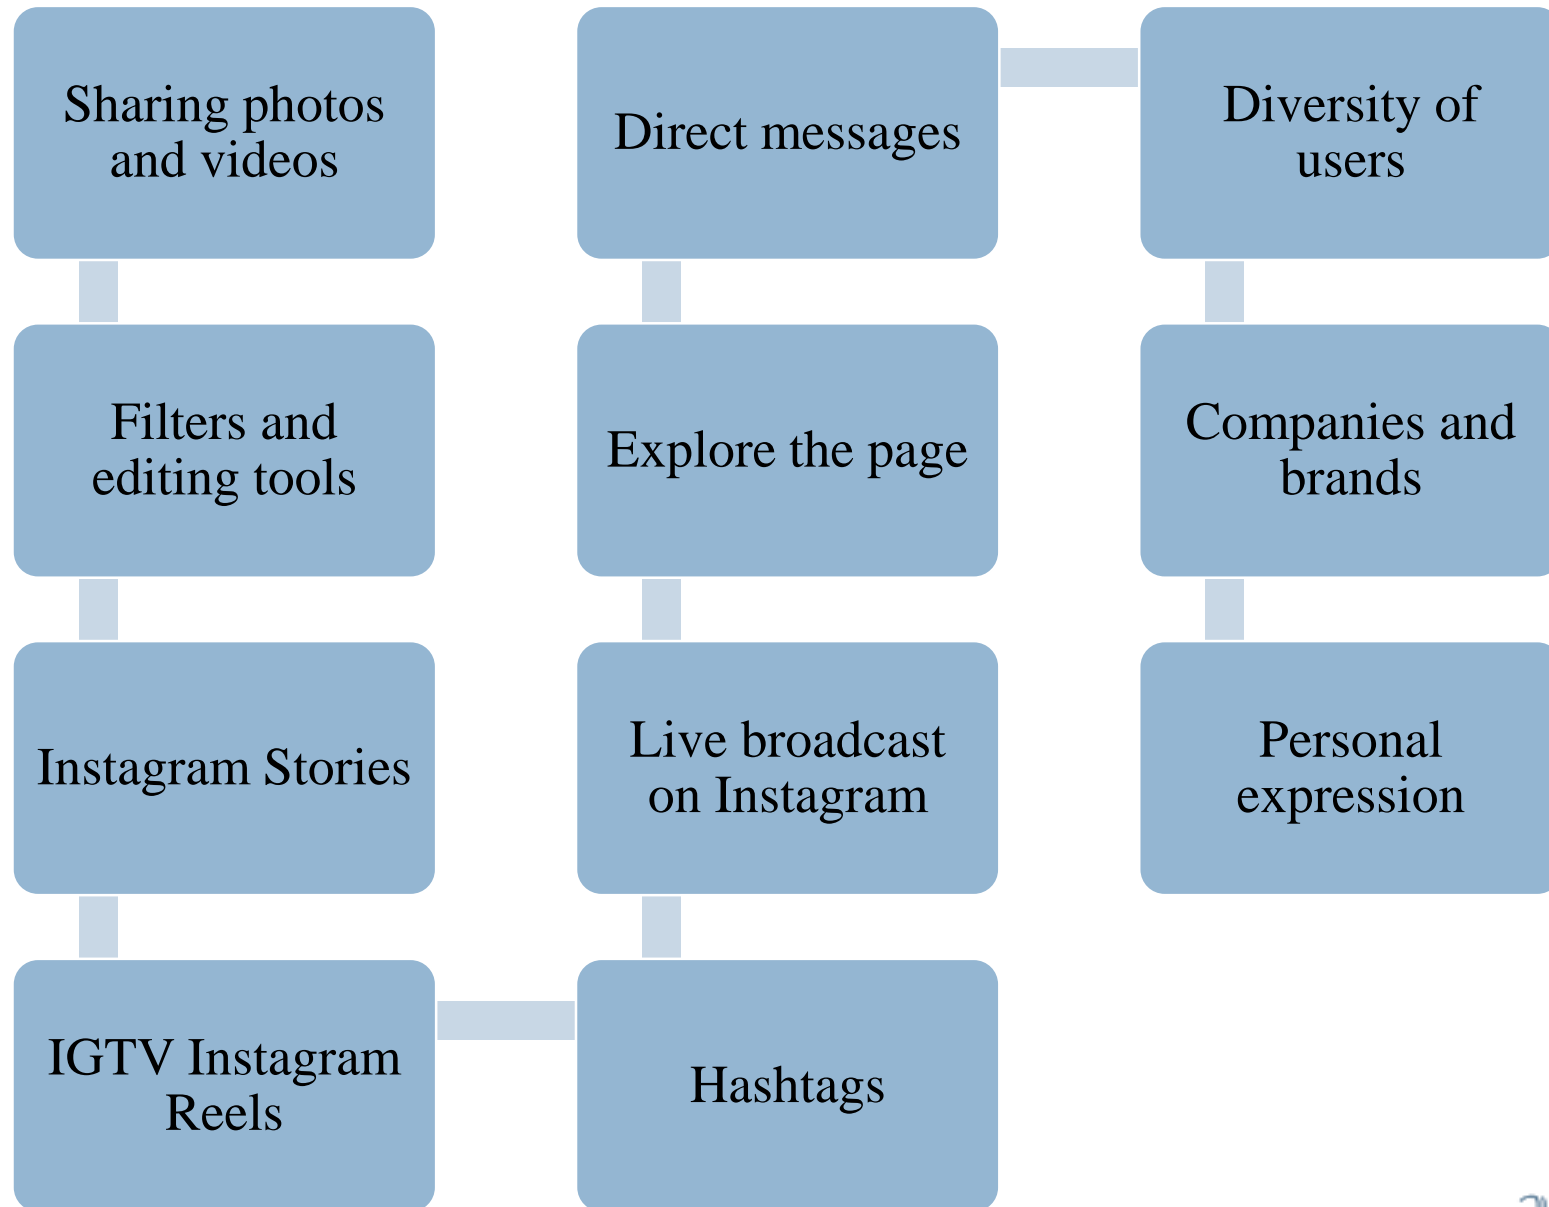 Sharing photos
and videos
Filters and
editing tools
Instagram Stories
IGTV Instagram
Reels
Hashtags
Live broadcast
on Instagram
Explore the page
Direct messages
Diversity of
users
Companies and
brands
Personal
expression